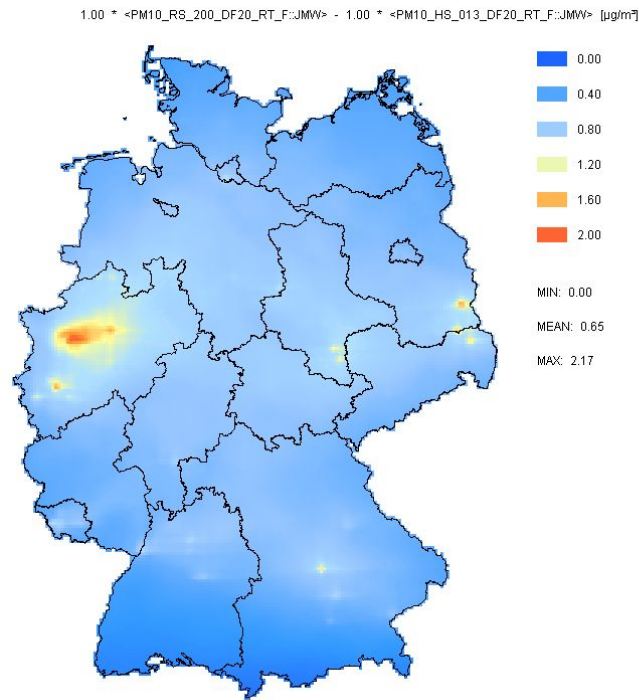 1.00 * <PM10_RS_200_DF20_RT_F::JMW> - 1.00 * <PM10_HS_013_DF20_RT_F::JMW> [µg/m³]
0.00
0.40
0.80
1.20
1.60
2.00
MIN: 0.00
MEAN: 0.65
MAX: 2.17